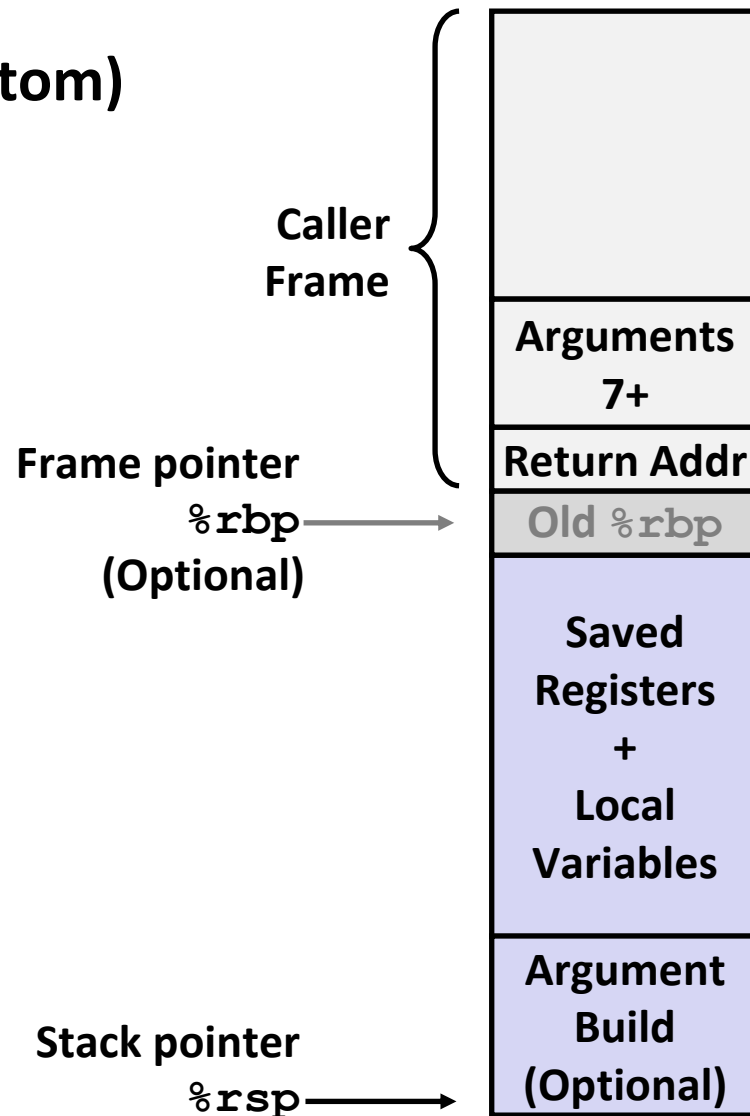 tom)
Caller
Frame
Arguments
7+
Return Addr
Frame pointer
%rbp
(Optional)
Old %rbp
Saved
Registers
+
Local
Variables
Argument
Build
(Optional)
Stack pointer
%rsp